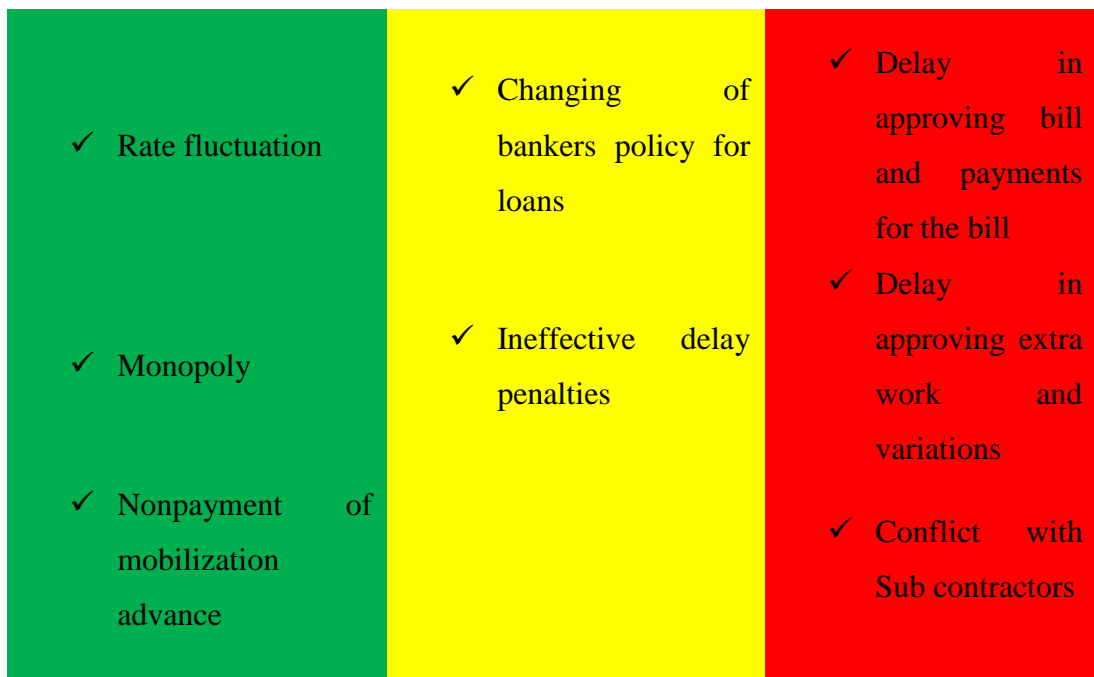 ✓ Rate fluctuation
✓ Monopoly
✓ Nonpayment of
mobilization
advance
✓ Changing of
bankers policy for
loans
✓ Ineffective delay
penalties
✓ Delay in
approving bill
and payments
for the bill
✓ Delay in
approving extra
work and
variations
✓ Conflict with
Sub contractors